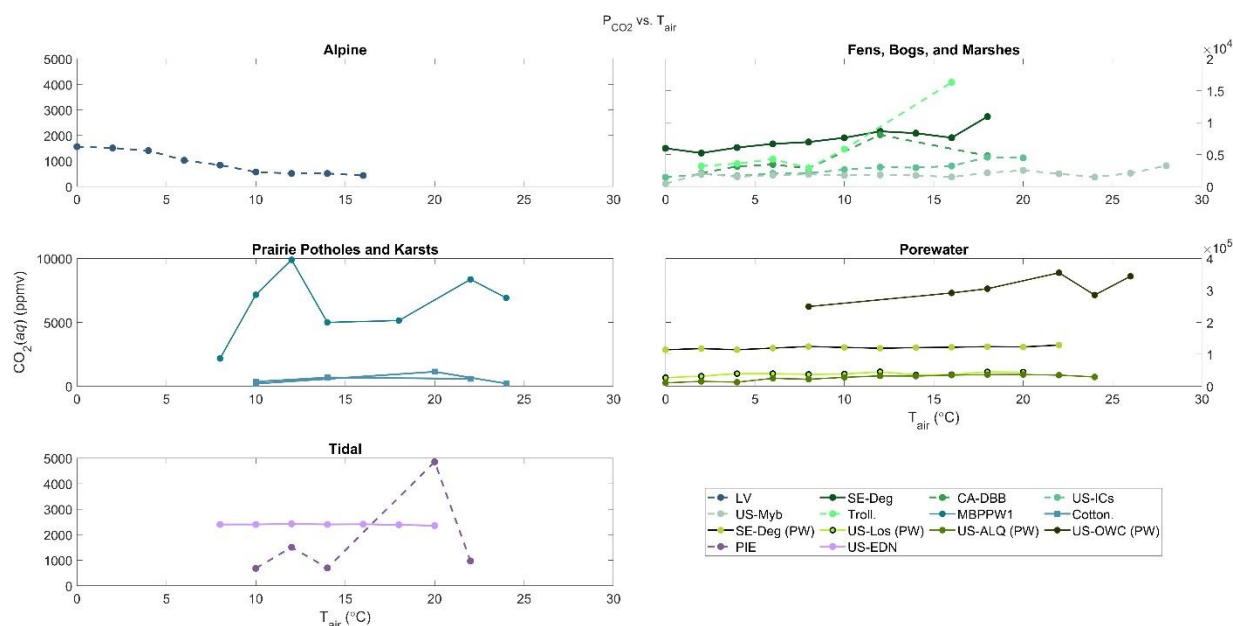 P_CO2 vs. T_air
Alpine
5000
4000
3000
2000
1000
0
0 5 10 15 20 25 30
Fens, Bogs, and Marshes
×10^4
2
1.5
1
0.5
0
0 5 10 15 20 25 30
CO_2(aq) (ppmv)
Prairie Potholes and Karsts
10000
5000
0
0 5 10 15 20 25 30
Porewater
×10^5
4
3
2
1
0
0 5 10 15 20 25 30
T_air (°C)
Tidal
5000
4000
3000
2000
1000
0
0 5 10 15 20 25 30
T_air (°C)
LV SE-Deg CA-DBB US-ICs
US-Myb Troll. MBPPW1 Cotton.
SE-Deg (PW) US-Los (PW) US-ALQ (PW) US-OWC (PW)
PIE US-EDN